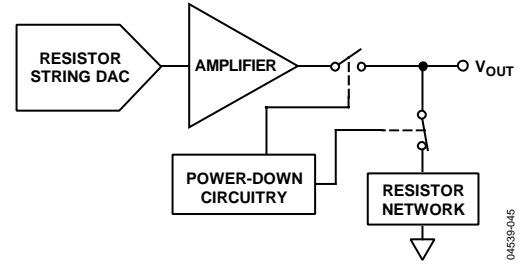 RESISTOR
STRING DAC
AMPLIFIER
VOUT
POWER-DOWN
CIRCUITRY
RESISTOR
NETWORK
04539-045